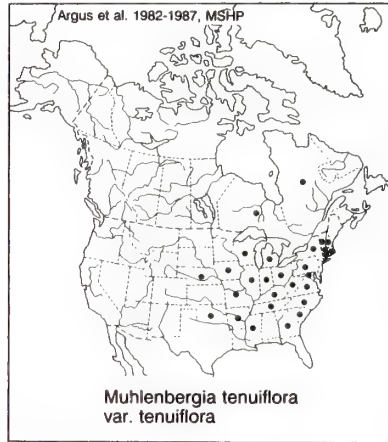 Argus et al. 1982-1987, MSHP
Muhlenbergia tenuiflora
var. tenuiflora